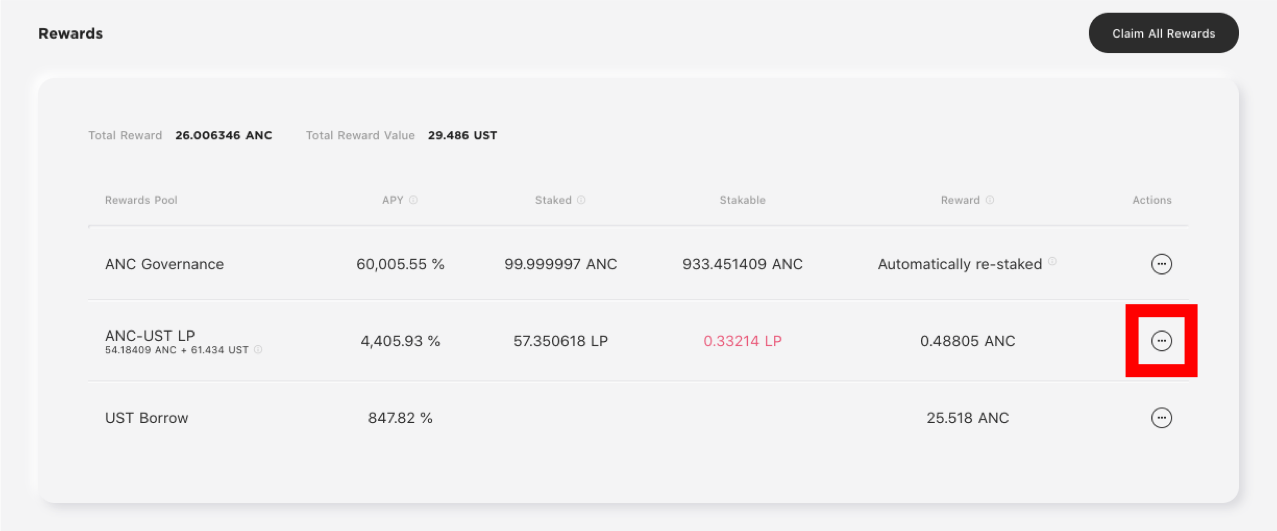 Rewards
Claim All Rewards
Total Reward 26.006346 ANC Total Reward Value 29.486 UST
Rewards Pool APY Staked Stakable Reward Actions
ANC Governance 60,005.55 % 99.999997 ANC 933.451409 ANC Automatically re-staked
ANC-UST LP 4,405.93 % 57.350618 LP 0.33214 LP 0.48805 ANC
54.18409 ANC + 61.434 UST
UST Borrow 847.82 % 25.518 ANC